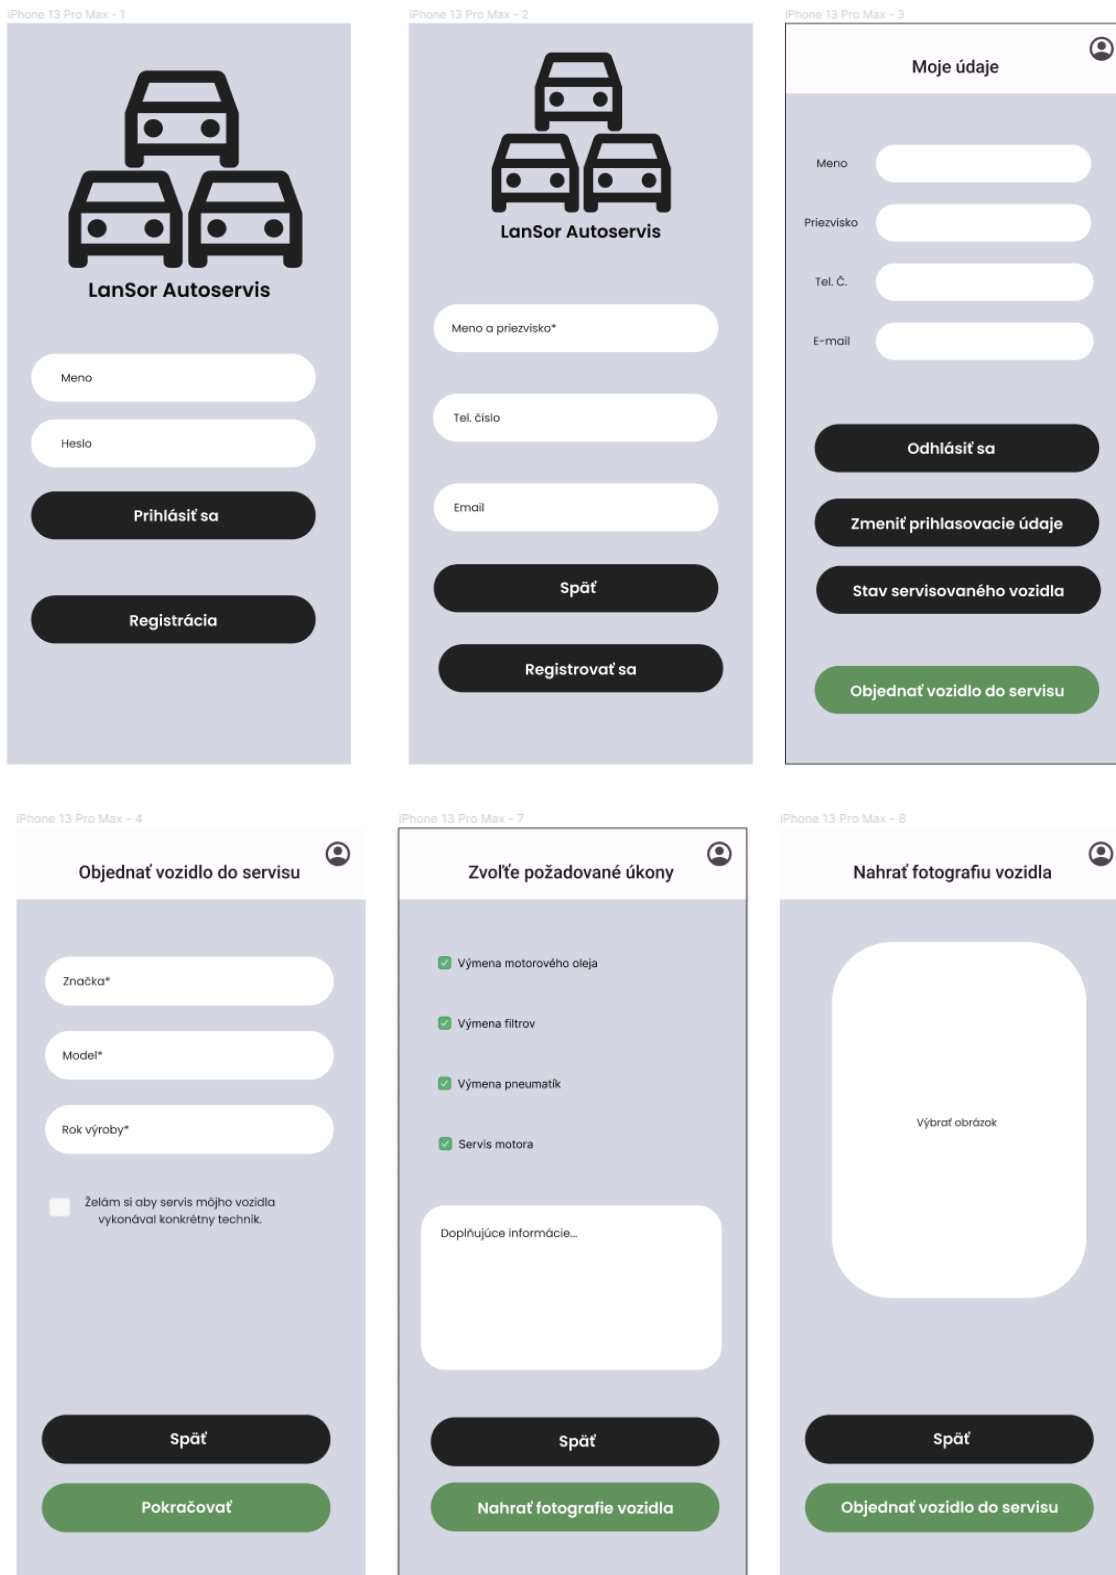 iPhone 13 Pro Max - 1
LanSor Autoservis
Meno
Heslo
Prihlásiť sa
Registrácia
iPhone 13 Pro Max - 2
LanSor Autoservis
Meno a priezvisko*
Tel. číslo
Email
Späť
Registrovať sa
iPhone 13 Pro Max - 3
Moje údaje
Meno
Priezvisko
Tel. Č.
E-mail
Odhlásiť sa
Zmeniť prihlasovacie údaje
Stav servisovaného vozidla
Objednať vozidlo do servisu
iPhone 13 Pro Max - 4
Objednať vozidlo do servisu
Značka*
Model*
Rok výroby*
Želám si aby servis môjho vozidla
vykonával konkrétny technik.
Späť
Pokračovať
iPhone 13 Pro Max - 7
Zvoľťe požadované úkony
Výmena motorového oleja
Výmena filtrov
Výmena pneumatík
Servis motora
Doplňujúce informácie...
Späť
Nahrať fotografie vozidla
iPhone 13 Pro Max - 8
Nahrať fotografiu vozidla
Výbrať obrázok
Späť
Objednať vozidlo do servisu